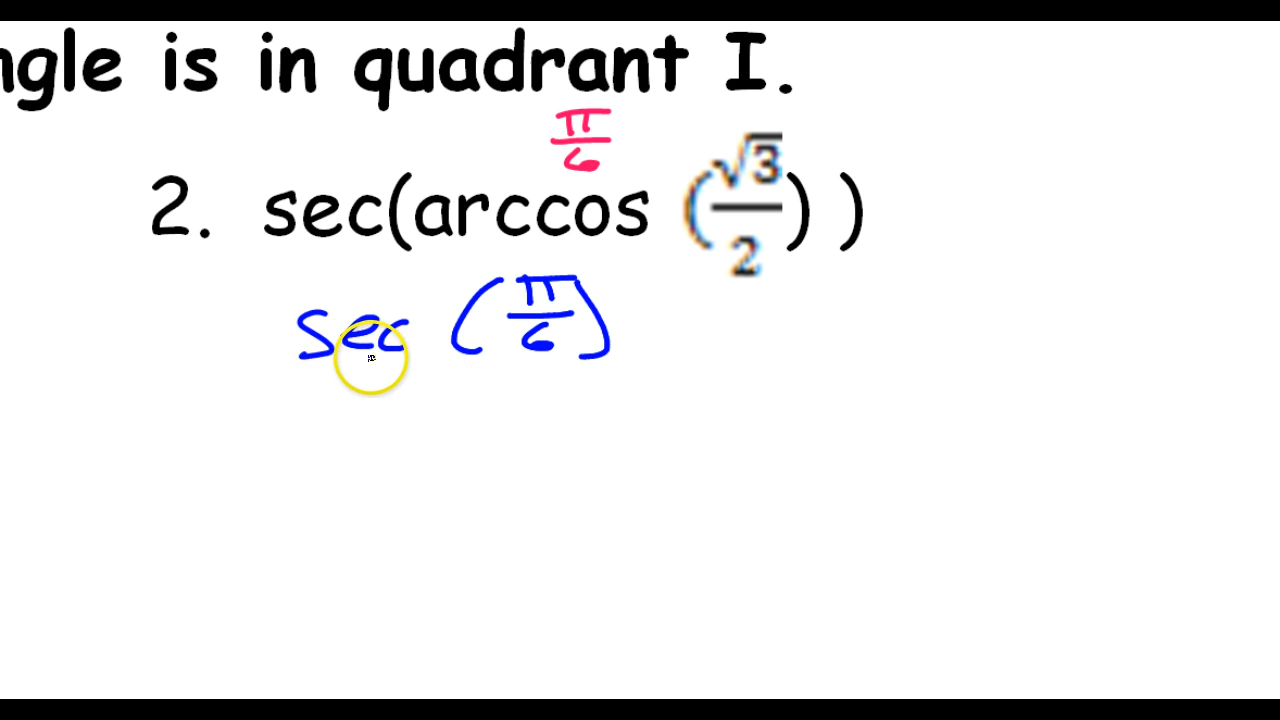 ngle is in quadrant I.
π/6
2. sec(arccos (√3/2) )
sec (π/6)